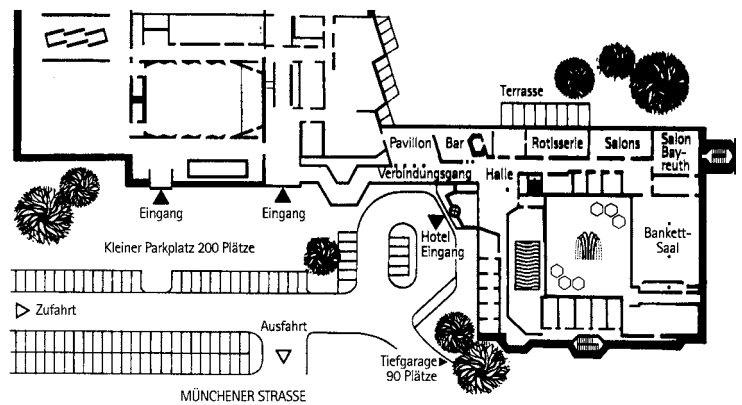 Terrasse
Pavillon
Bar
Rotisserie
Salons
Salon
Bay-
reuth
Verbindungsgang
Halle
Eingang
Eingang
Hotel
Eingang
Bankett-
Saal
Kleiner Parkplatz 200 Plätze
Zufahrt
Ausfahrt
Tiefgarage
90 Plätze
MÜNCHENER STRASSE